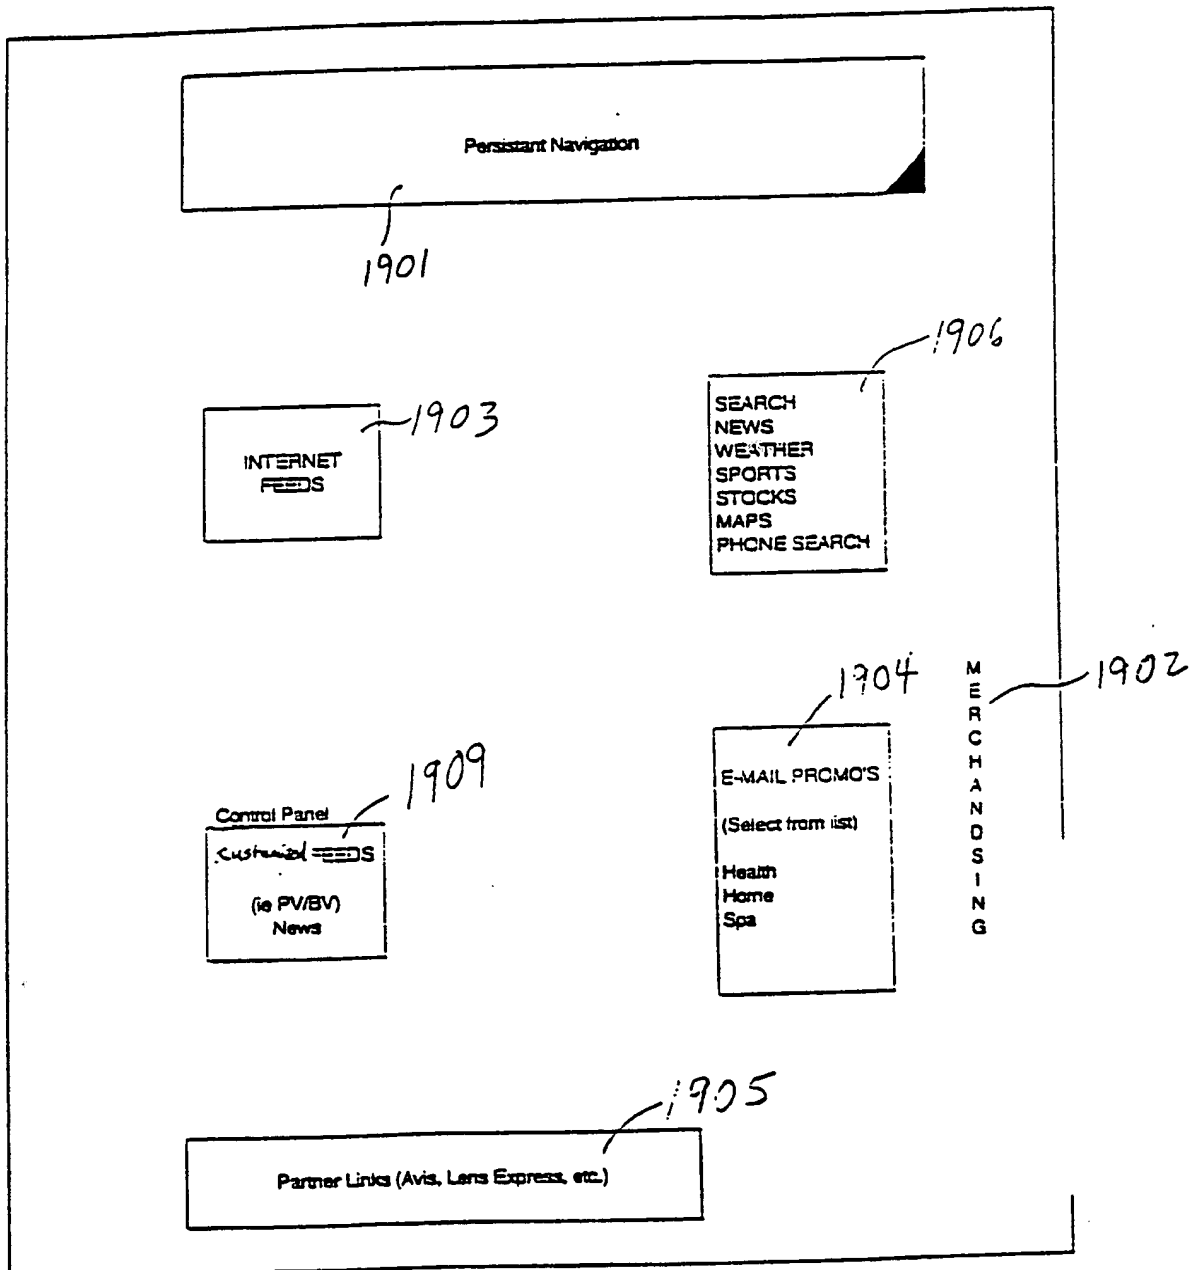 Persistant Navigation
1901
1906
1903
INTERNET
FEEDS
SEARCH
NEWS
WEATHER
SPORTS
STOCKS
MAPS
PHONE SEARCH
1904
1902
MERCHANDSING
E-MAIL PROMO'S
(Select from list)
Health
Home
Spa
1909
Control Panel
Customized FEEDS
(ie PV/BV)
News
1905
Partner Links (Avis, Lens Express, etc.)